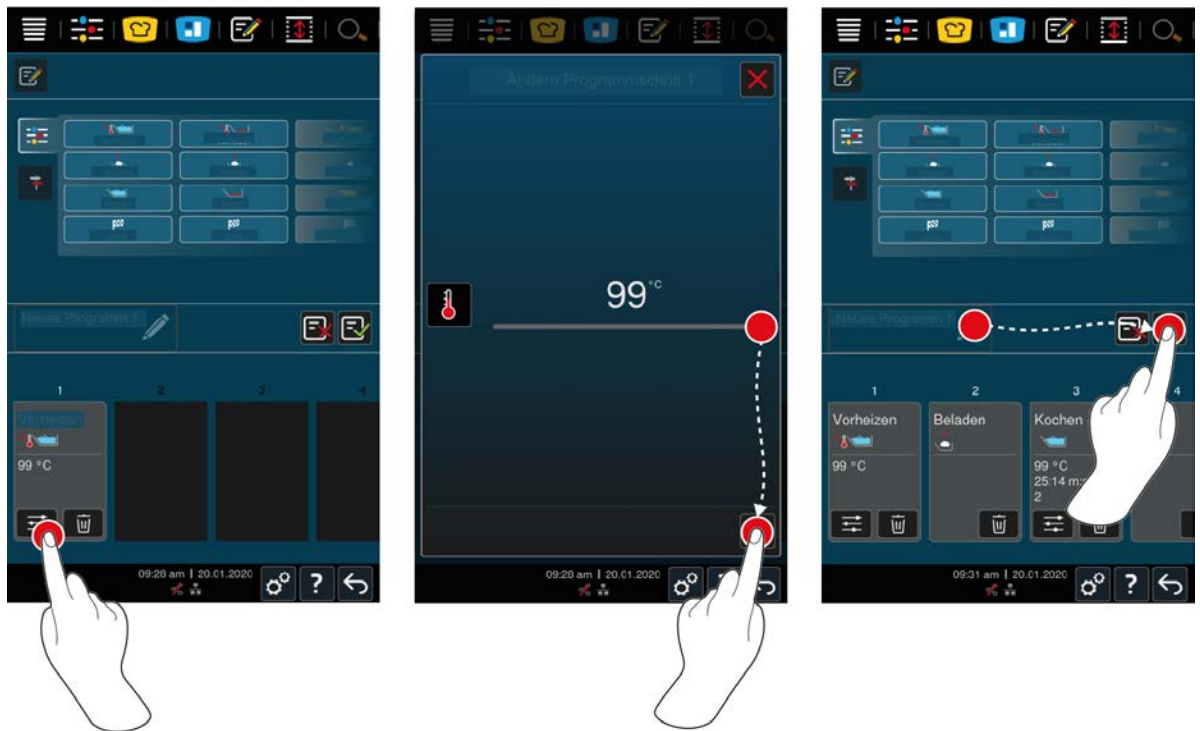 Neues Programm 1
1
2
3
4
Vorheizen
99 °C
09:28 am | 20.01.2020
?
Ändern Programmschritt 1
99 °C
09:28 am | 20.01.2020
Neues Programm 1
1
2
3
4
Vorheizen
Beladen
Kochen
99 °C
99 °C
25:14 m:
2
09:31 am | 20.01.2020
?